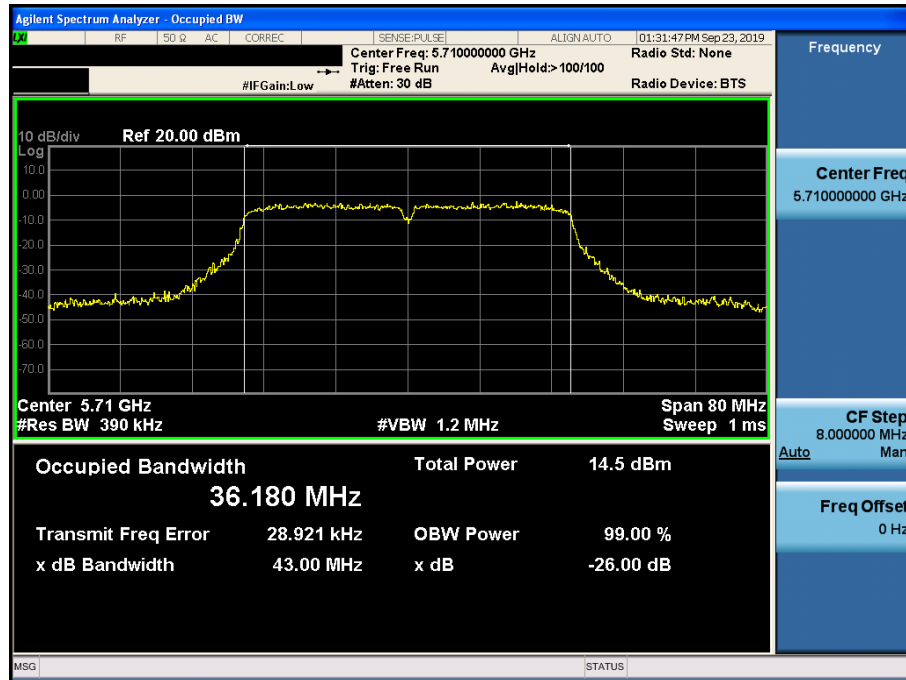 Agilent Spectrum Analyzer - Occupied BW
LXI RF 50 Ω AC CORREC SENSE:PULSE ALIGN AUTO 01:31:47 PM Sep 23, 2019
Center Freq: 5.710000000 GHz Radio Std: None
Trig: Free Run Avg|Hold:>100/100
#IFGain:Low #Atten: 30 dB Radio Device: BTS
10 dB/div Ref 20.00 dBm
Log
10.0
0.00
-10.0
-20.0
-30.0
-40.0
-50.0
-60.0
-70.0
Center 5.71 GHz Span 80 MHz
#Res BW 390 kHz #VBW 1.2 MHz Sweep 1 ms
Occupied Bandwidth Total Power 14.5 dBm
36.180 MHz
Transmit Freq Error 28.921 kHz OBW Power 99.00 %
x dB Bandwidth 43.00 MHz x dB -26.00 dB
MSG STATUS
Frequency
Center Freq
5.710000000 GHz
CF Step
8.000000 MHz
Auto Man
Freq Offset
0 Hz